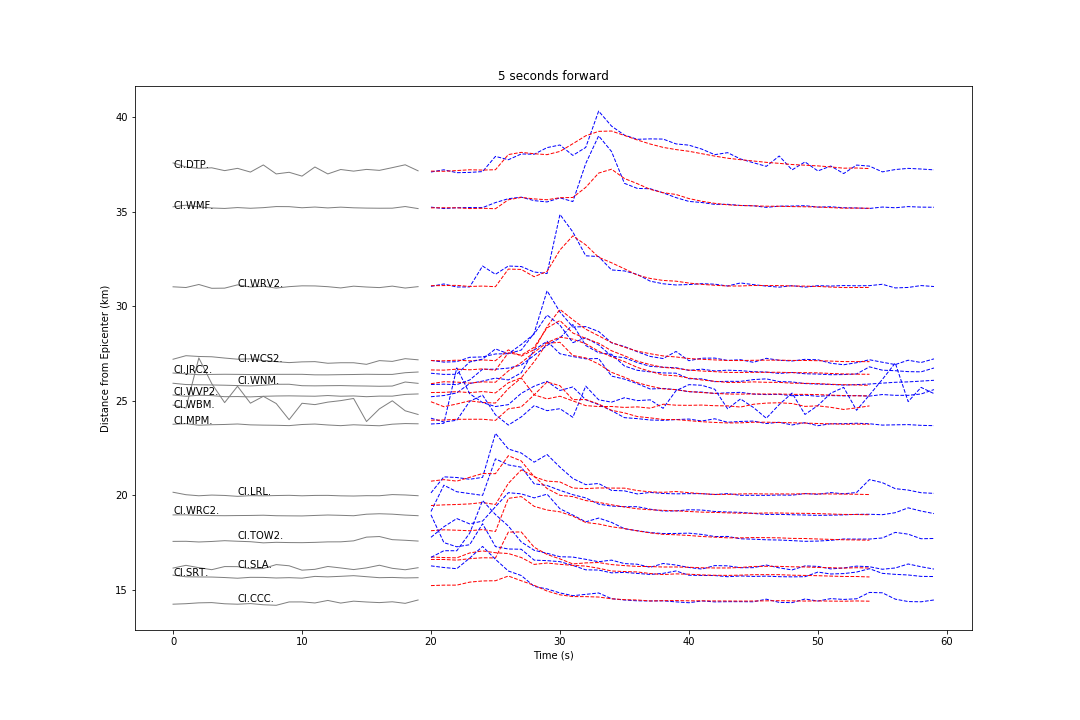 5 seconds forward
40
CI.DTP.
35
CI.WMF.
CI.WRV2.
30
CI.WCS2.
CI.JRC2.
CI.WNM.
CI.WVP2.
25
CI.WBM.
CI.MPM.
20
CI.LRL.
CI.WRC2.
CI.TOW2.
CI.SLA.
CI.SRT.
15
CI.CCC.
Distance from Epicenter (km)
0 10 20 30 40 50 60
Time (s)